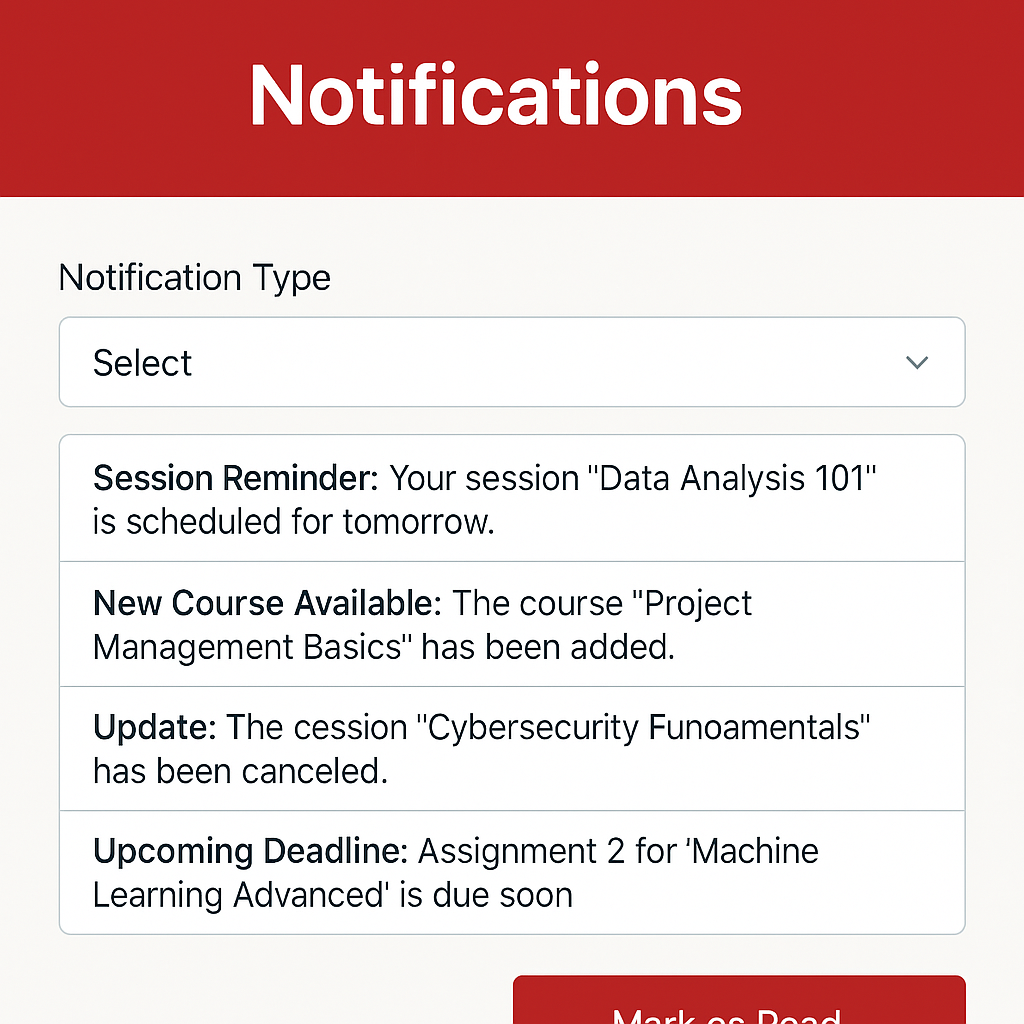 Notifications
Notification Type
Select
Session Reminder: Your session "Data Analysis 101"
is scheduled for tomorrow.
New Course Available: The course "Project
Management Basics" has been added.
Update: The cession "Cybersecurity Funoamentals"
has been canceled.
Upcoming Deadline: Assignment 2 for 'Machine
Learning Advanced' is due soon
Mark os Read